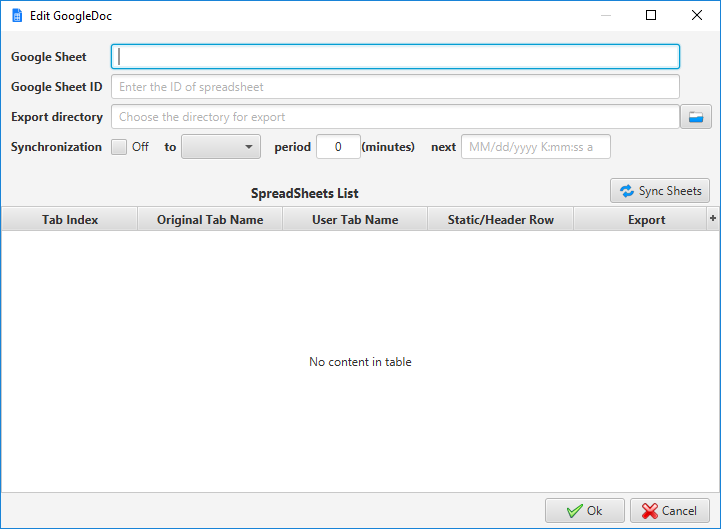 Edit GoogleDoc
Google Sheet
Google Sheet ID Enter the ID of spreadsheet
Export directory Choose the directory for export
Synchronization Off to period 0 (minutes) next MM/dd/yyyy K:mm:ss a
SpreadSheets List Sync Sheets
Tab Index Original Tab Name User Tab Name Static/Header Row Export +
No content in table
Ok Cancel